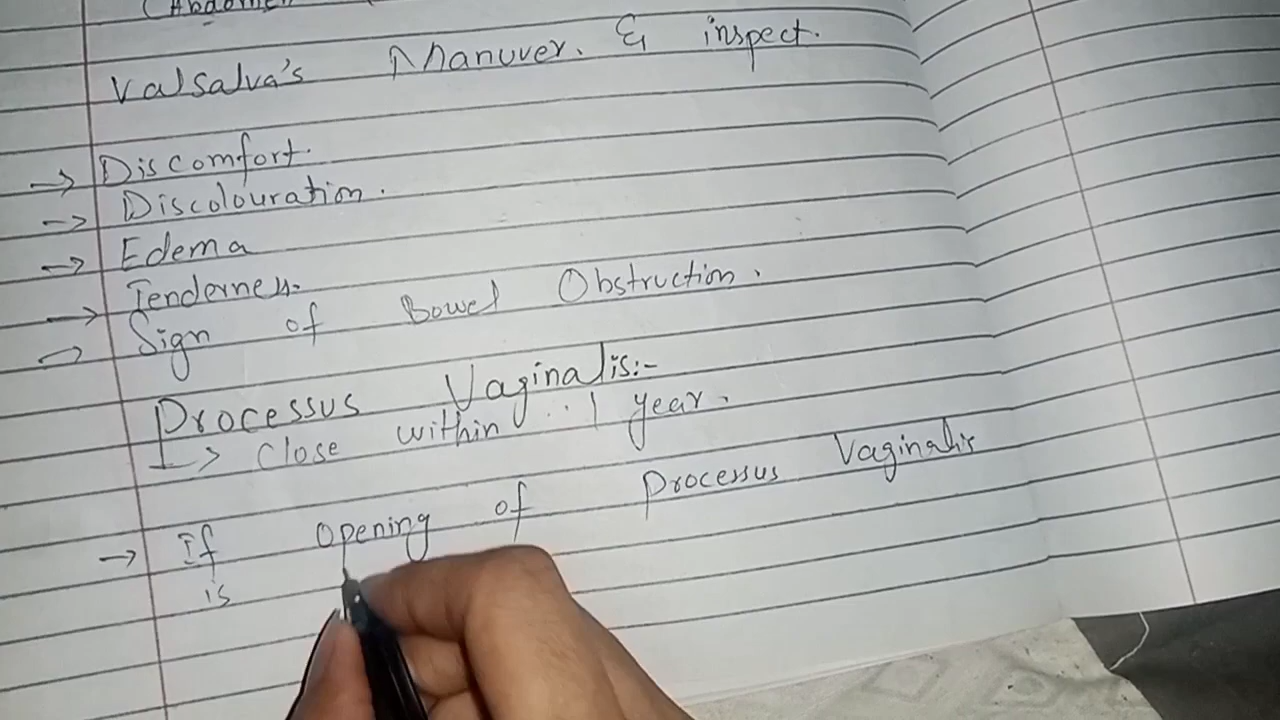 (Abdomen
Valsalva's Manuver. & inspect.
→ Discomfort.
→ Discolouration.
→ Edema
→ Tenderness.
→ Sign of Bowel Obstruction.
Processus Vaginalis:-
↳ Close within 1 year.
→ If opening of processus Vaginalis
is